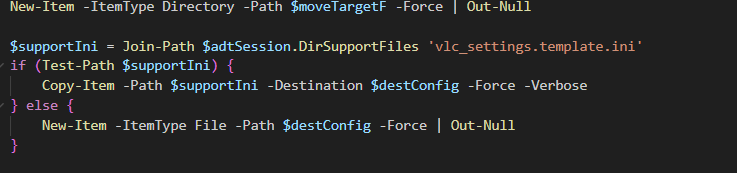 New-Item -ItemType Directory -Path $moveTargetF -Force | Out-Null
$supportIni = Join-Path $adtSession.DirSupportFiles 'vlc_settings.template.ini'
if (Test-Path $supportIni) {
    Copy-Item -Path $supportIni -Destination $destConfig -Force -Verbose
} else {
    New-Item -ItemType File -Path $destConfig -Force | Out-Null
}